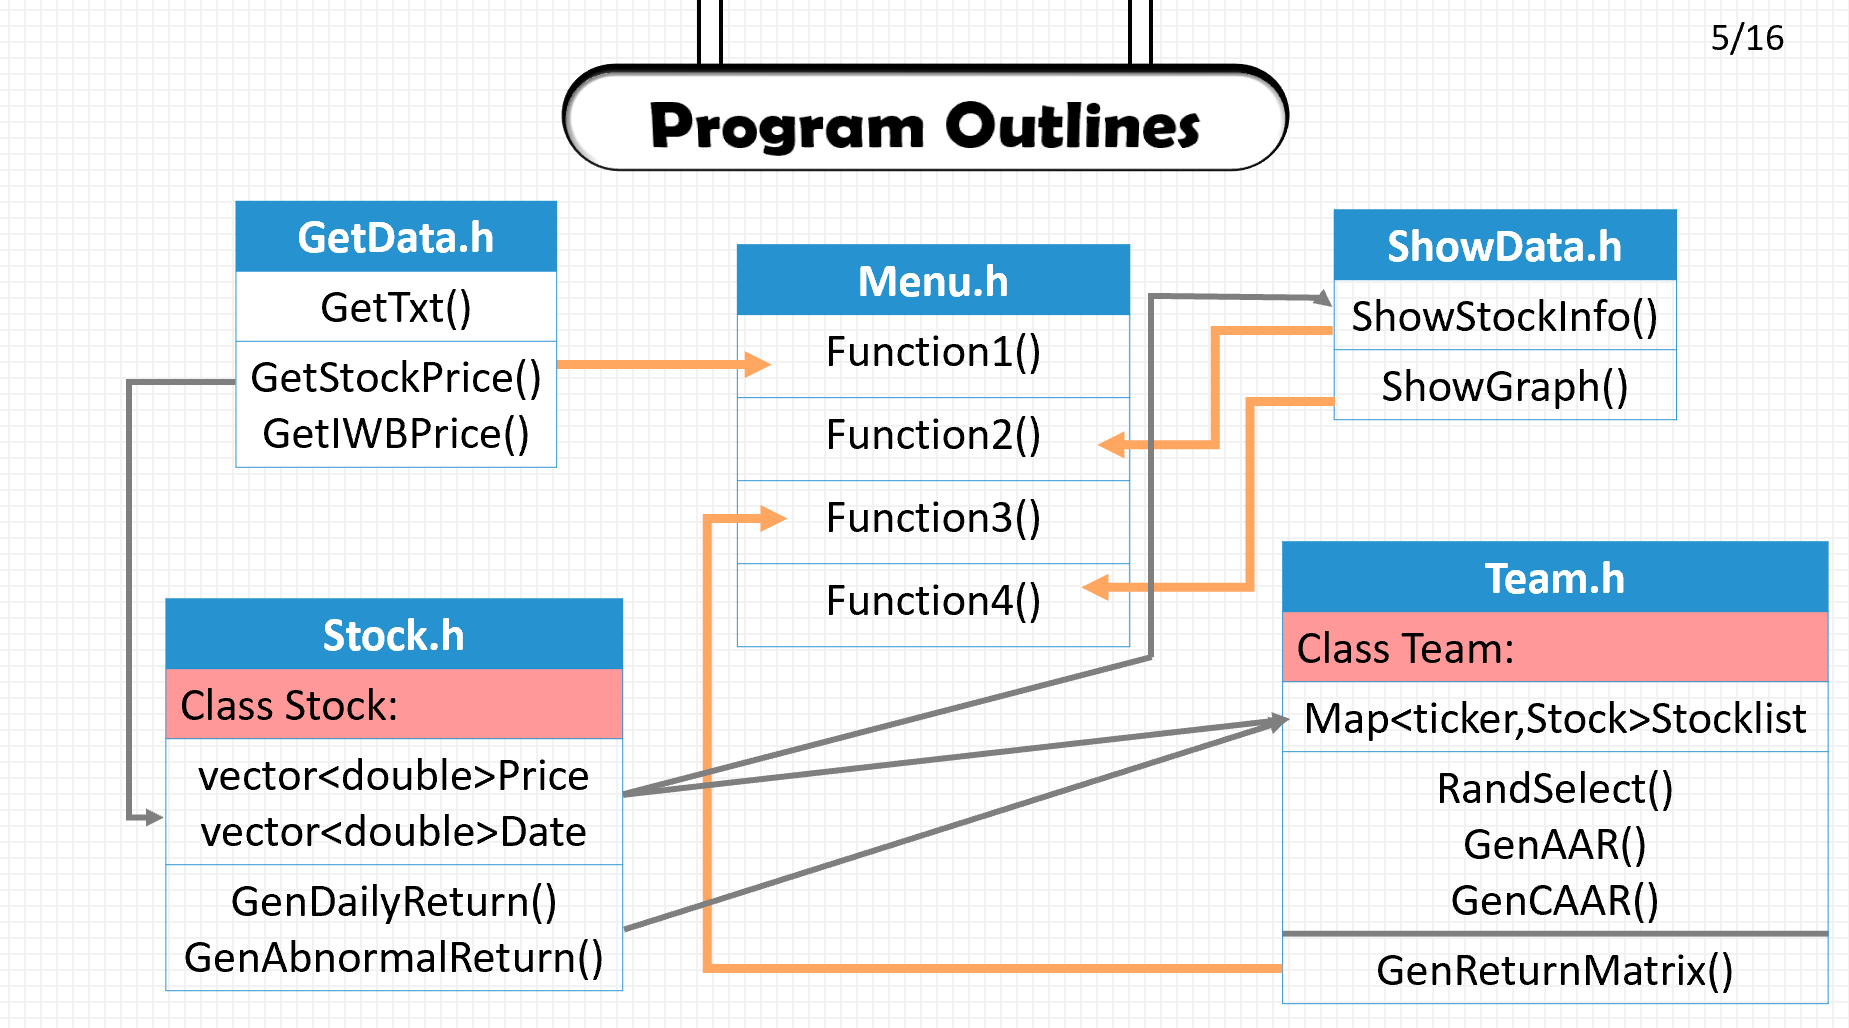 5/16
Program Outlines
GetData.h
GetTxt()
GetStockPrice()
GetIWBPrice()
Menu.h
Function1()
Function2()
Function3()
Function4()
ShowData.h
ShowStockInfo()
ShowGraph()
Stock.h
Class Stock:
vector<double>Price
vector<double>Date
GenDailyReturn()
GenAbnormalReturn()
Team.h
Class Team:
Map<ticker,Stock>Stocklist
RandSelect()
GenAAR()
GenCAAR()
GenReturnMatrix()